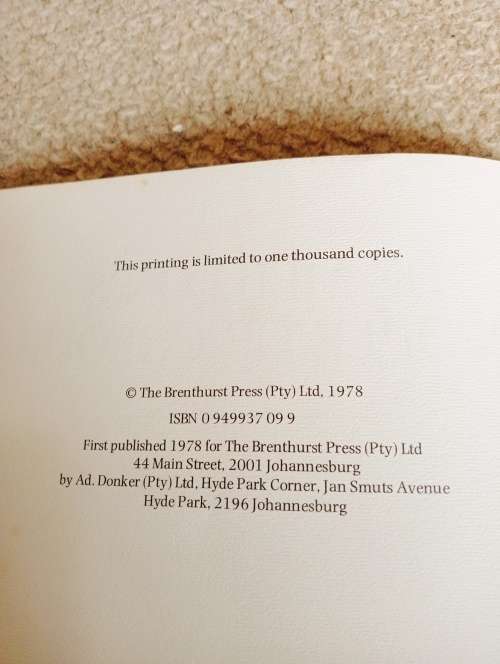 This printing is limited to one thousand copies.
© The Brenthurst Press (Pty) Ltd, 1978
ISBN 0 949937 09 9
First published 1978 for The Brenthurst Press (Pty) Ltd
44 Main Street, 2001 Johannesburg
by Ad. Donker (Pty) Ltd, Hyde Park Corner, Jan Smuts Avenue
Hyde Park, 2196 Johannesburg